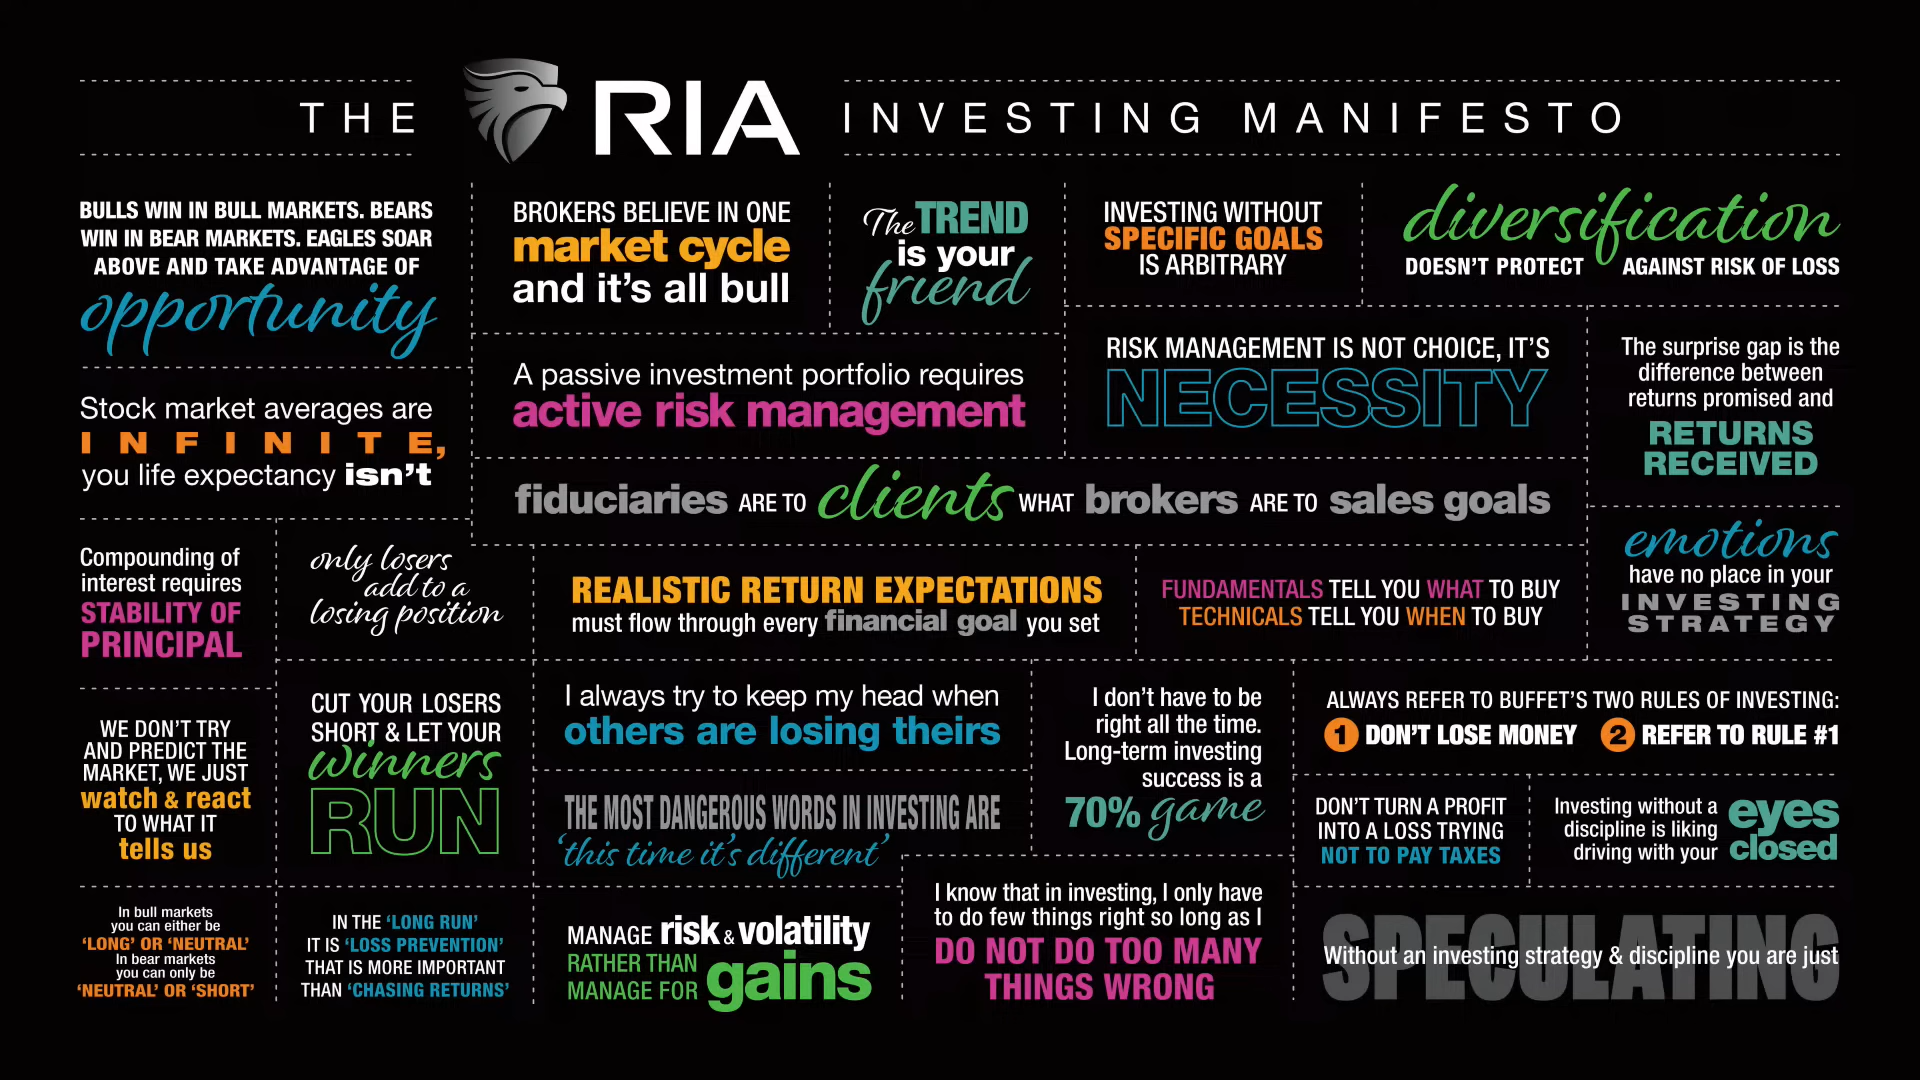 THE RIA INVESTING MANIFESTO
BULLS WIN IN BULL MARKETS. BEARS
WIN IN BEAR MARKETS. EAGLES SOAR
ABOVE AND TAKE ADVANTAGE OF
opportunity
BROKERS BELIEVE IN ONE
market cycle
and it's all bull
The TREND
is your
friend
INVESTING WITHOUT
SPECIFIC GOALS
IS ARBITRARY
diversification
DOESN'T PROTECT AGAINST RISK OF LOSS
Stock market averages are
INFINITE,
you life expectancy isn't
A passive investment portfolio requires
active risk management
RISK MANAGEMENT IS NOT CHOICE, IT'S
NECESSITY
The surprise gap is the
difference between
returns promised and
RETURNS
RECEIVED
fiduciaries ARE TO clients WHAT brokers ARE TO sales goals
Compounding of
interest requires
STABILITY OF
PRINCIPAL
only losers
add to a
losing position
REALISTIC RETURN EXPECTATIONS
must flow through every financial goal you set
FUNDAMENTALS TELL YOU WHAT TO BUY
TECHNICALS TELL YOU WHEN TO BUY
emotions
have no place in your
INVESTING
STRATEGY
WE DON'T TRY
AND PREDICT THE
MARKET, WE JUST
watch & react
TO WHAT IT
tells us
CUT YOUR LOSERS
SHORT & LET YOUR
winners
RUN
I always try to keep my head when
others are losing theirs
THE MOST DANGEROUS WORDS IN INVESTING ARE
'this time it's different'
I don't have to be
right all the time.
Long-term investing
success is a
70% game
ALWAYS REFER TO BUFFET'S TWO RULES OF INVESTING:
1 DON'T LOSE MONEY 2 REFER TO RULE #1
DON'T TURN A PROFIT
INTO A LOSS TRYING
NOT TO PAY TAXES
Investing without a
discipline is liking
driving with your
eyes
closed
In bull markets
you can either be
'LONG' OR 'NEUTRAL'
In bear markets
you can only be
'NEUTRAL' OR 'SHORT'
IN THE 'LONG RUN'
IT IS 'LOSS PREVENTION'
THAT IS MORE IMPORTANT
THAN 'CHASING RETURNS'
MANAGE risk & volatility
RATHER THAN
MANAGE FOR gains
I know that in investing, I only have
to do few things right so long as I
DO NOT DO TOO MANY
THINGS WRONG
Without an investing strategy & discipline you are just
SPECULATING